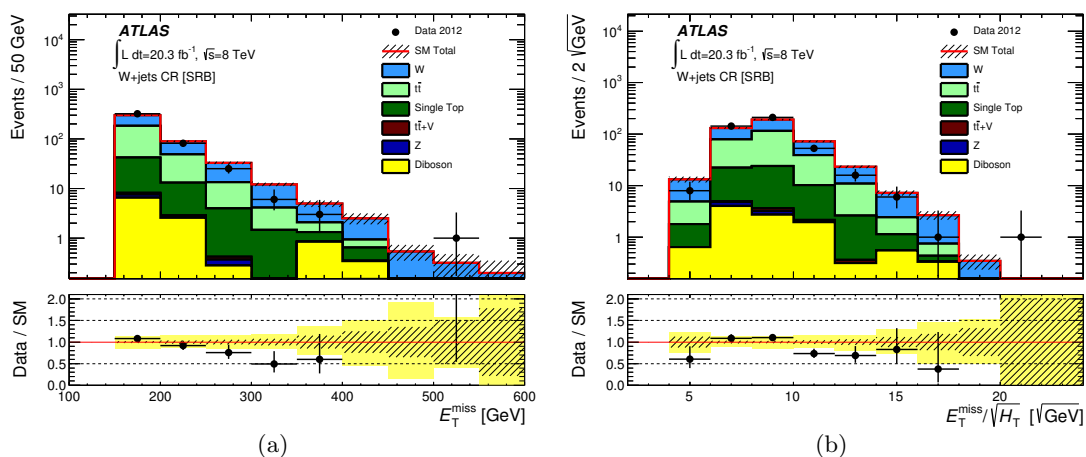 ATLAS
∫ L dt=20.3 fb⁻¹, √s=8 TeV
W+jets CR [SRB]
Data 2012
SM Total
W
tt̄
Single Top
tt̄+V
Z
Diboson
Events / 50 GeV
10³
10²
10
1
Data / SM
2.0
1.5
1.0
0.5
0.0
100 200 300 400 500 600
E_T^miss [GeV]
(a)
ATLAS
∫ L dt=20.3 fb⁻¹, √s=8 TeV
W+jets CR [SRB]
Data 2012
SM Total
W
tt̄
Single Top
tt̄+V
Z
Diboson
Events / 2 √GeV
10⁴
10³
10²
10
1
Data / SM
2.0
1.5
1.0
0.5
0.0
5 10 15 20
E_T^miss/√H_T [√GeV]
(b)